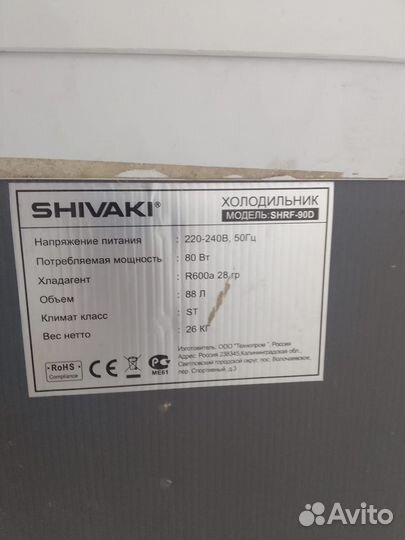 SHIVAKI®
ХОЛОДИЛЬНИК
МОДЕЛЬ: SHRF-90D
Напряжение питания : 220-240В, 50Гц
Потребляемая мощность : 80 Вт
Хладагент : R600a 28 гр
Объем : 88 Л
Климат класс : ST
Вес нетто : 26 КГ
Изготовитель: ООО "Технопром", Россия
Адрес: Россия 238345,Калининградская обл.,
Светловский городской округ, пос. Волочаевское,
пер. Спортивный, д.3
RoHS
Compliance
CE
МЕ61
Avito